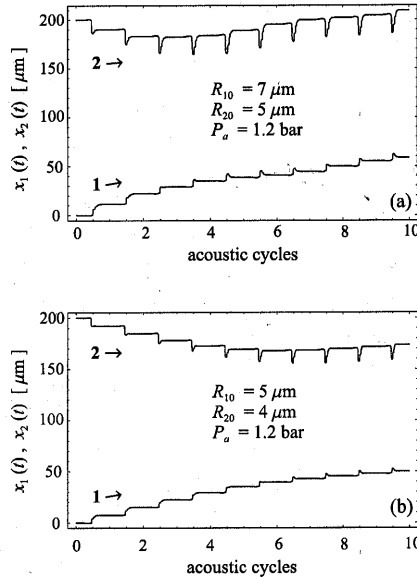 200
150
100
50
0
x₁(t), x₂(t) [μm]
2 →
R₁₀ = 7 μm
R₂₀ = 5 μm
Pₐ = 1.2 bar
1 →
(a)
0 2 4 6 8 10
acoustic cycles
200
150
100
50
0
x₁(t), x₂(t) [μm]
2 →
R₁₀ = 5 μm
R₂₀ = 4 μm
Pₐ = 1.2 bar
1 →
(b)
0 2 4 6 8 10
acoustic cycles